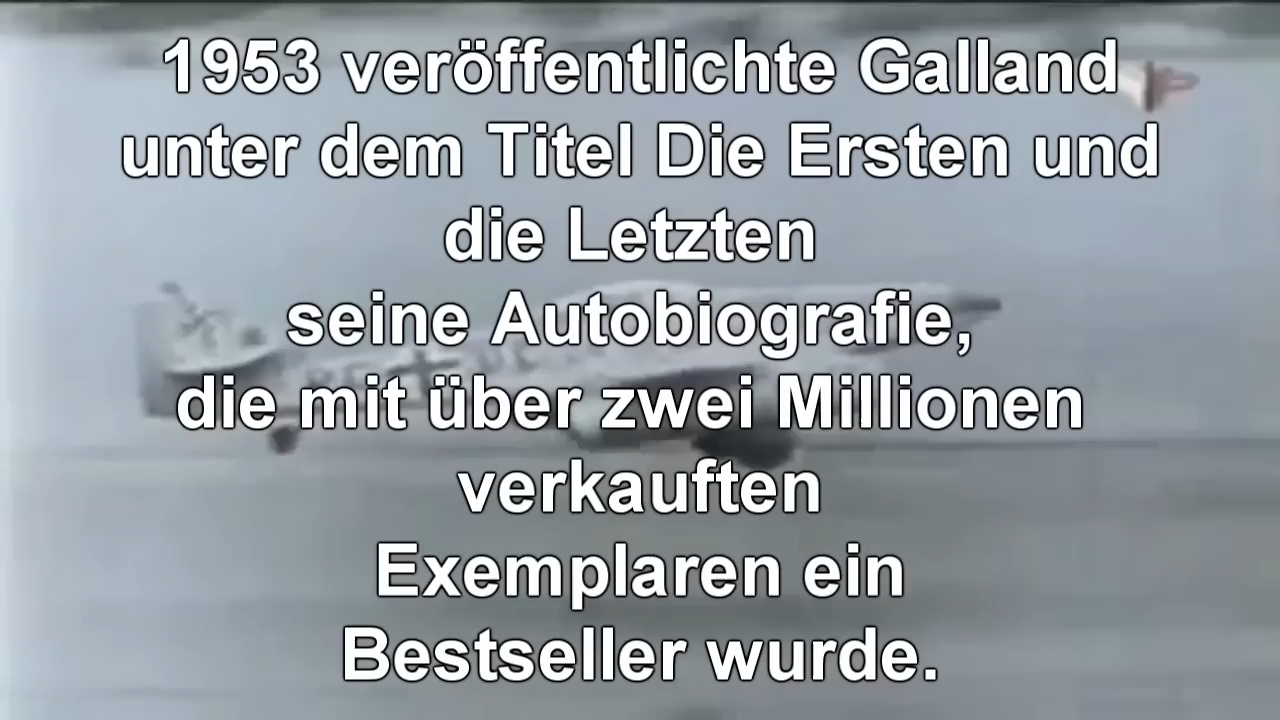 1953 veröffentlichte Galland
unter dem Titel Die Ersten und
die Letzten
seine Autobiografie,
die mit über zwei Millionen
verkauften
Exemplaren ein
Bestseller wurde.